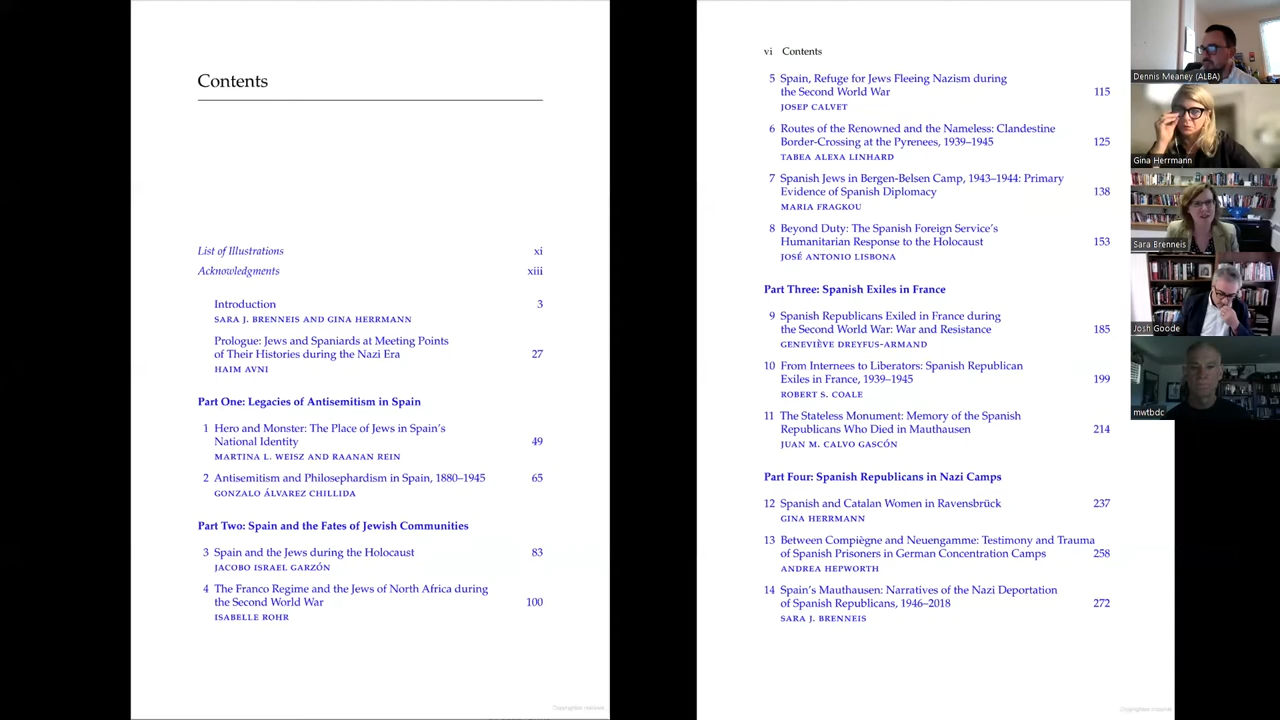 Contents
List of Illustrations xi
Acknowledgments xiii
Introduction 3
SARA J. BRENNEIS AND GINA HERRMANN
Prologue: Jews and Spaniards at Meeting Points
of Their Histories during the Nazi Era 27
HAIM AVNI
Part One: Legacies of Antisemitism in Spain
1 Hero and Monster: The Place of Jews in Spain's
National Identity 49
MARTINA L. WEISZ AND RAANAN REIN
2 Antisemitism and Philosephardism in Spain, 1880–1945 65
GONZALO ÁLVAREZ CHILLIDA
Part Two: Spain and the Fates of Jewish Communities
3 Spain and the Jews during the Holocaust 83
JACOBO ISRAEL GARZÓN
4 The Franco Regime and the Jews of North Africa during
the Second World War 100
ISABELLE ROHR
Copyrighted material
vi Contents
5 Spain, Refuge for Jews Fleeing Nazism during
the Second World War 115
JOSEP CALVET
6 Routes of the Renowned and the Nameless: Clandestine
Border-Crossing at the Pyrenees, 1939–1945 125
TABEA ALEXA LINHARD
7 Spanish Jews in Bergen-Belsen Camp, 1943–1944: Primary
Evidence of Spanish Diplomacy 138
MARIA FRAGKOU
8 Beyond Duty: The Spanish Foreign Service's
Humanitarian Response to the Holocaust 153
JOSÉ ANTONIO LISBONA
Part Three: Spanish Exiles in France
9 Spanish Republicans Exiled in France during
the Second World War: War and Resistance 185
GENEVIÈVE DREYFUS-ARMAND
10 From Internees to Liberators: Spanish Republican
Exiles in France, 1939–1945 199
ROBERT S. COALE
11 The Stateless Monument: Memory of the Spanish
Republicans Who Died in Mauthausen 214
JUAN M. CALVO GASCÓN
Part Four: Spanish Republicans in Nazi Camps
12 Spanish and Catalan Women in Ravensbrück 237
GINA HERRMANN
13 Between Compiègne and Neuengamme: Testimony and Trauma
of Spanish Prisoners in German Concentration Camps 258
ANDREA HEPWORTH
14 Spain's Mauthausen: Narratives of the Nazi Deportation
of Spanish Republicans, 1946–2018 272
SARA J. BRENNEIS
Copyrighted material
Dennis Meaney (ALBA)
Gina Herrmann
Sara Brenneis
Josh Goode
mwtbdc